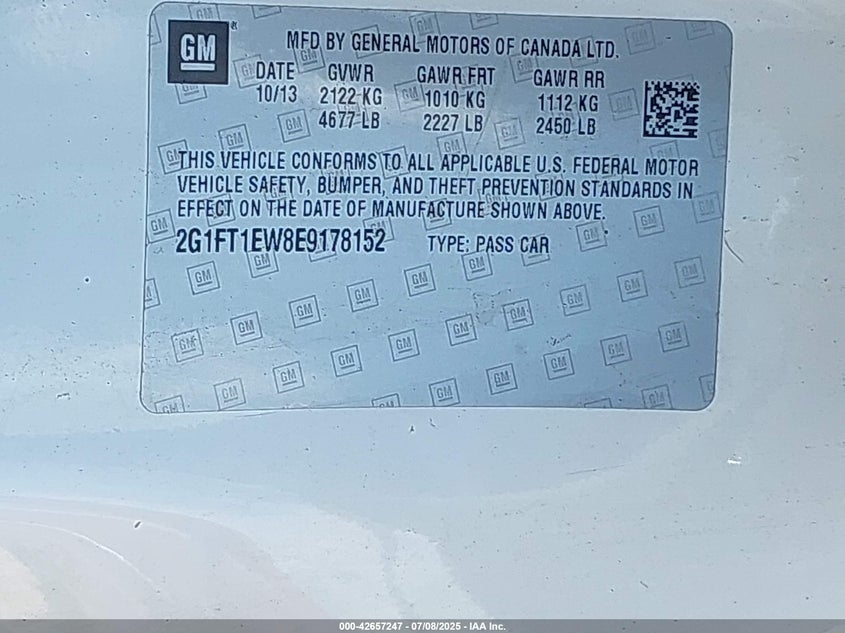 GM
MFD BY GENERAL MOTORS OF CANADA LTD.
DATE GVWR GAWR FRT GAWR RR
10/13 2122 KG 1010 KG 1112 KG
4677 LB 2227 LB 2450 LB
THIS VEHICLE CONFORMS TO ALL APPLICABLE U.S. FEDERAL MOTOR
VEHICLE SAFETY, BUMPER, AND THEFT PREVENTION STANDARDS IN
EFFECT ON THE DATE OF MANUFACTURE SHOWN ABOVE.
2G1FT1EW8E9178152 TYPE: PASS CAR
000-42657247 - 07/08/2025 - IAA Inc.